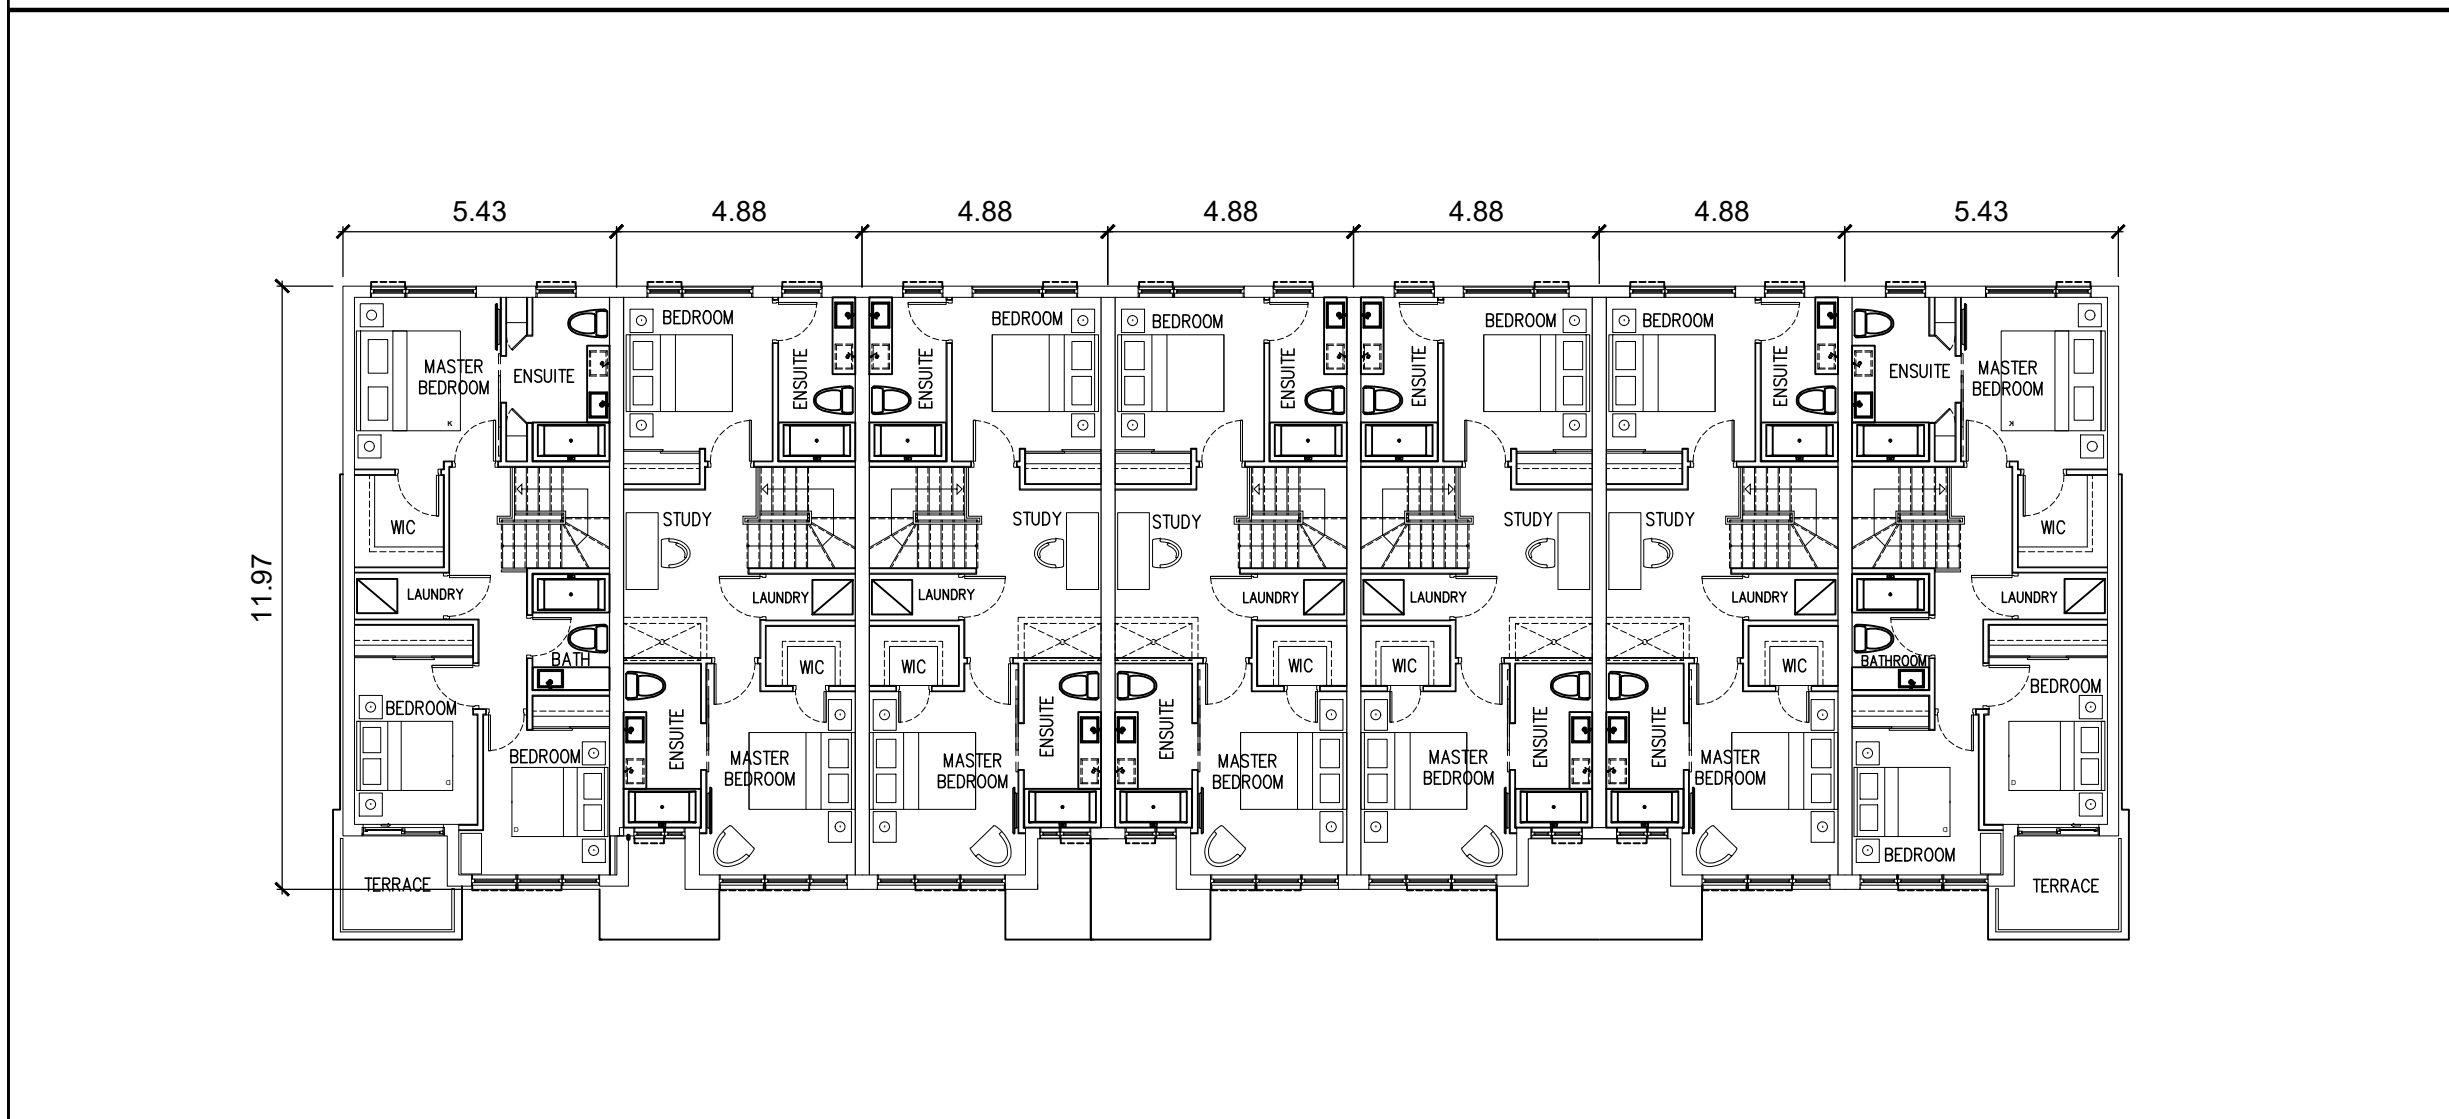 5.43
4.88
4.88
4.88
4.88
4.88
5.43
11.97
MASTER
BEDROOM
ENSUITE
BEDROOM
ENSUITE
ENSUITE
BEDROOM
BEDROOM
ENSUITE
ENSUITE
BEDROOM
BEDROOM
ENSUITE
ENSUITE
MASTER
BEDROOM
K
K
WIC
STUDY
STUDY
STUDY
STUDY
STUDY
WIC
LAUNDRY
LAUNDRY
LAUNDRY
LAUNDRY
LAUNDRY
LAUNDRY
LAUNDRY
BATH
WIC
WIC
WIC
WIC
WIC
BATHROOM
BEDROOM
BEDROOM
ENSUITE
MASTER
BEDROOM
MASTER
BEDROOM
ENSUITE
ENSUITE
MASTER
BEDROOM
MASTER
BEDROOM
ENSUITE
ENSUITE
MASTER
BEDROOM
BEDROOM
D
D
D
D
BEDROOM
TERRACE
TERRACE